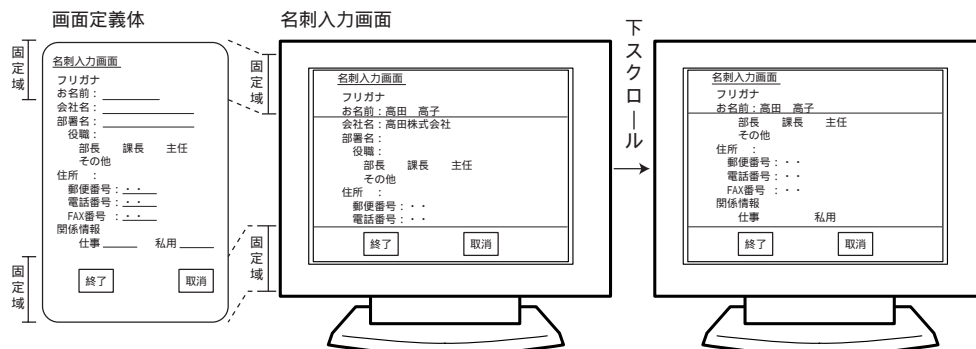 画面定義体
固定域
名刺入力画面
フリガナ
お名前：
会社名：
部署名：
役職：
部長 課長 主任
その他
住所 ：
郵便番号：・・
電話番号：・・
FAX番号 ：・・
関係情報
仕事 私用
終了 取消
固定域
名刺入力画面
固定域
名刺入力画面
フリガナ
お名前：高田 高子
会社名：高田株式会社
部署名：
役職：
部長 課長 主任
その他
住所 ：
郵便番号：・・
電話番号：・・
終了 取消
固定域
下スクロール
名刺入力画面
フリガナ
お名前：高田 高子
部長 課長 主任
その他
住所 ：
郵便番号：・・
電話番号：・・
FAX番号 ：・・
関係情報
仕事 私用
終了 取消